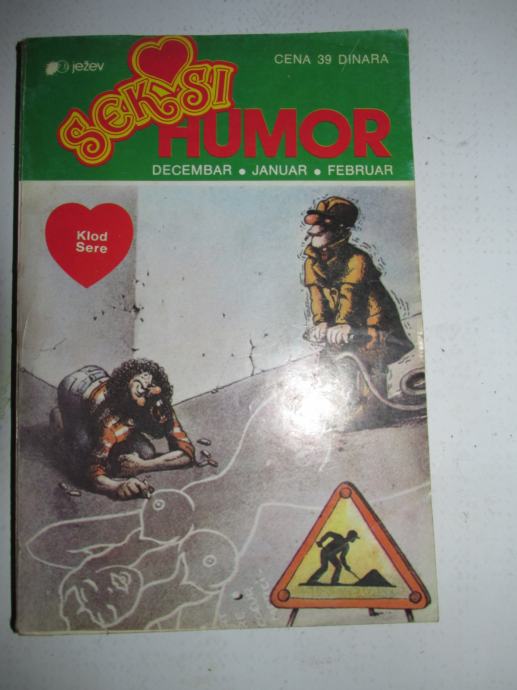 ježev
CENA 39 DINARA
SEKSI
HUMOR
DECEMBAR • JANUAR • FEBRUAR
Klod
Sere